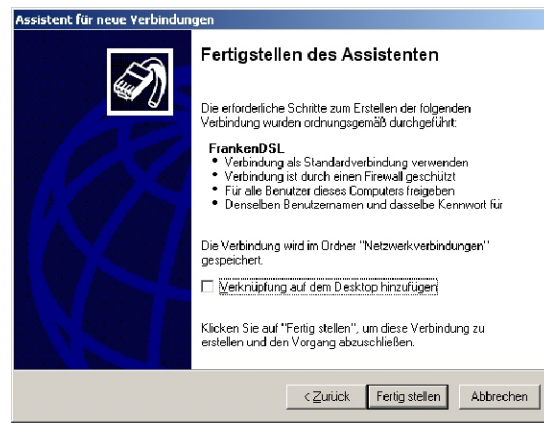 Assistent für neue Verbindungen
Fertigstellen des Assistenten
Die erforderliche Schritte zum Erstellen der folgenden
Verbindung wurden ordnungsgemäß durchgeführt:
FrankenDSL
• Verbindung als Standardverbindung verwenden
• Verbindung ist durch einen Firewall geschützt
• Für alle Benutzer dieses Computers freigeben
• Denselben Benutzernamen und dasselbe Kennwort für
Die Verbindung wird im Ordner "Netzwerkverbindungen"
gespeichert.
Verknüpfung auf dem Desktop hinzufügen
Klicken Sie auf "Fertig stellen", um diese Verbindung zu
erstellen und den Vorgang abzuschließen.
< Zurück Fertig stellen Abbrechen